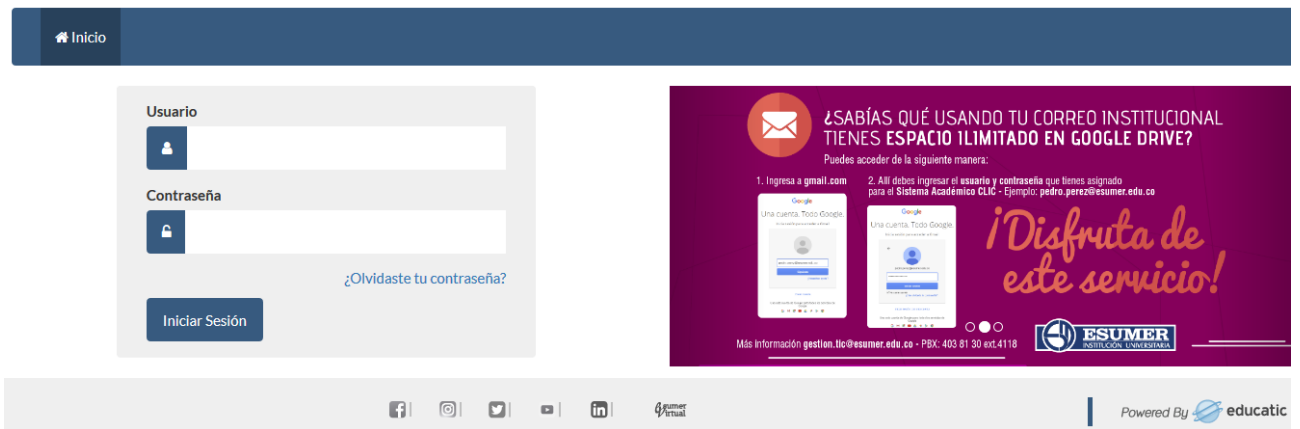 Inicio
Usuario
Contraseña
¿Olvidaste tu contraseña?
Iniciar Sesión
¿SABÍAS QUÉ USANDO TU CORREO INSTITUCIONAL
TIENES ESPACIO ILIMITADO EN GOOGLE DRIVE?
Puedes acceder de la siguiente manera:
1. Ingresa a gmail.com
2. Allí debes ingresar el usuario y contraseña que tienes asignado
para el Sistema Académico CLIC - Ejemplo: pedro.perez@esumer.edu.co
Google
Una cuenta. Todo Google.
Google
Una cuenta. Todo Google.
¡Disfruta de
este servicio!
Más información gestion.tic@esumer.edu.co - PBX: 403 81 30 ext.4118
ESUMER
INSTITUCIÓN UNIVERSITARIA
esumer
Virtual
Powered By educatic